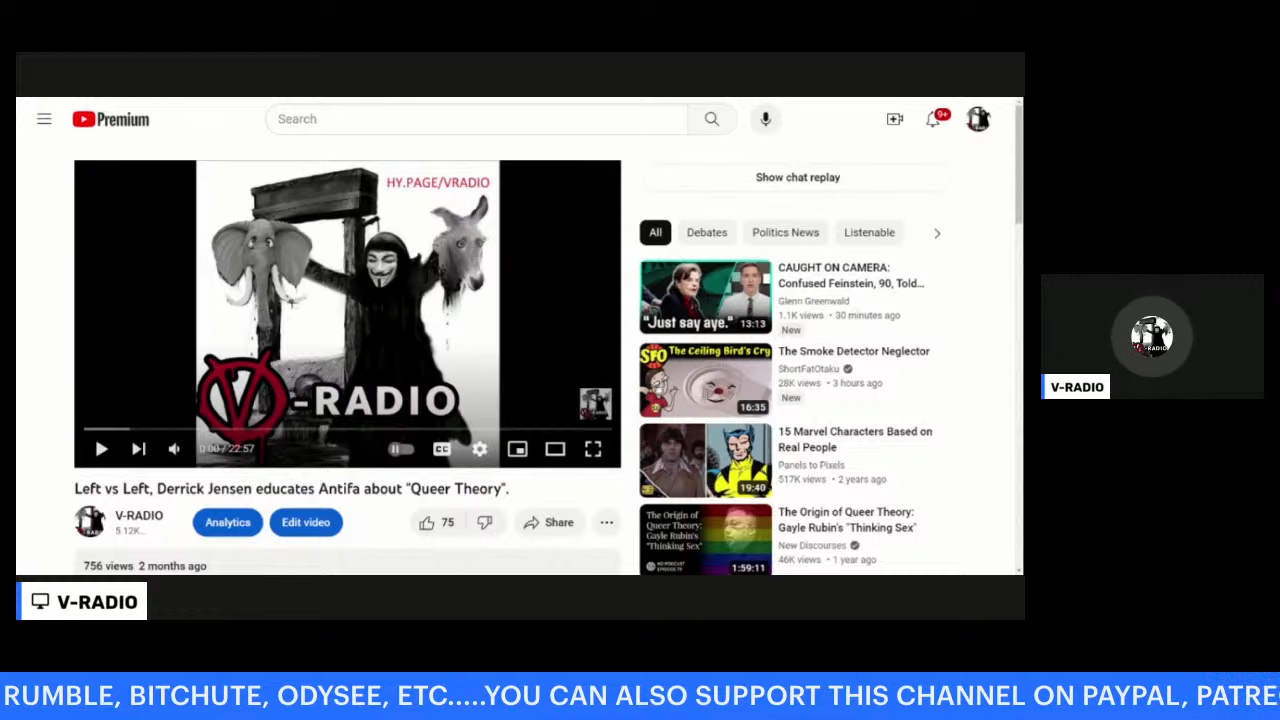 Premium
Search
9+
HY.PAGE/VRADIO
V-RADIO
0:00 / 22:57
CC
Left vs Left, Derrick Jensen educates Antifa about "Queer Theory".
V-RADIO
5.12K...
Analytics
Edit video
75
Share
756 views 2 months ago
Show chat replay
All
Debates
Politics News
Listenable
"Just say aye."
13:13
CAUGHT ON CAMERA:
Confused Feinstein, 90, Told...
Glenn Greenwald
1.1K views • 30 minutes ago
New
SFO The Ceiling Bird's Cry
16:35
The Smoke Detector Neglector
ShortFatOtaku
28K views • 3 hours ago
New
19:40
15 Marvel Characters Based on
Real People
Panels to Pixels
517K views • 2 years ago
The Origin of
Queer Theory:
Gayle Rubin's
"Thinking Sex"
ND PODCAST
EPISODE 79
1:59:11
The Origin of Queer Theory:
Gayle Rubin's "Thinking Sex"
New Discourses
46K views • 1 year ago
V-RADIO
V-RADIO
V-RADIO
RUMBLE, BITCHUTE, ODYSEE, ETC.....YOU CAN ALSO SUPPORT THIS CHANNEL ON PAYPAL, PATRE